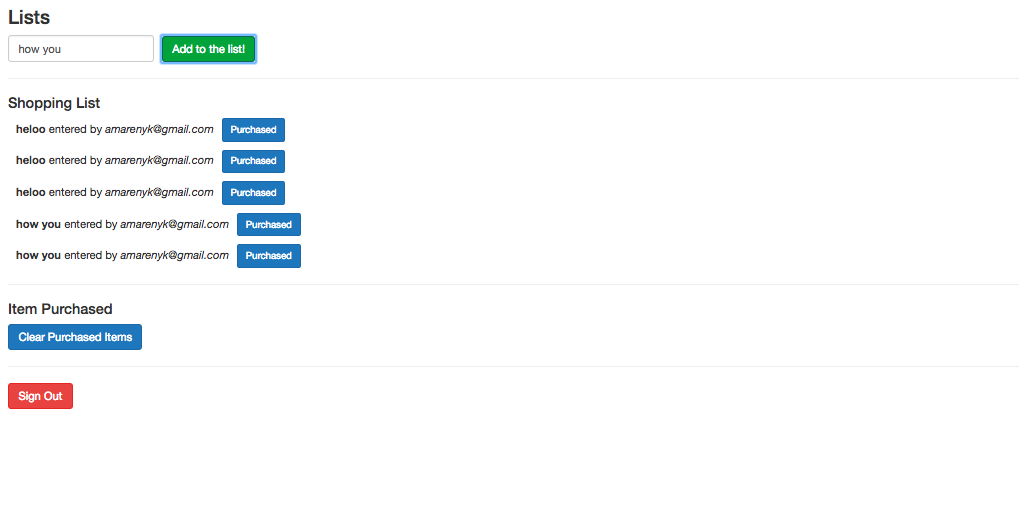 Lists
how you Add to the list!
Shopping List
heloo entered by amarenyk@gmail.com Purchased
heloo entered by amarenyk@gmail.com Purchased
heloo entered by amarenyk@gmail.com Purchased
how you entered by amarenyk@gmail.com Purchased
how you entered by amarenyk@gmail.com Purchased
Item Purchased
Clear Purchased Items
Sign Out